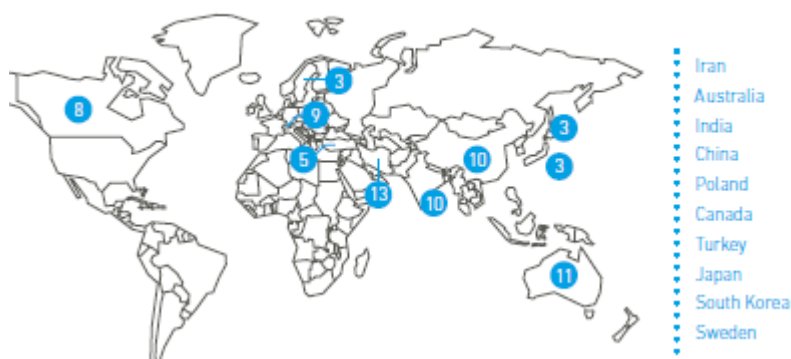 3
8
9
3
5
10
3
13
10
11
Iran
Australia
India
China
Poland
Canada
Turkey
Japan
South Korea
Sweden